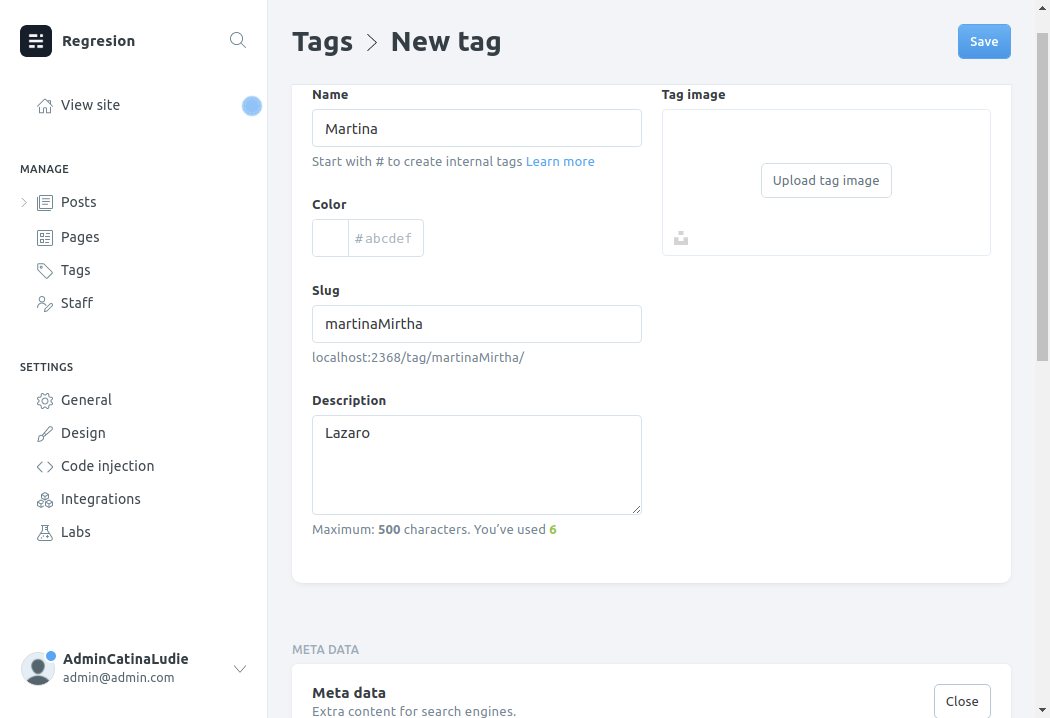 Regresion
View site
MANAGE
Posts
Pages
Tags
Staff
SETTINGS
General
Design
Code injection
Integrations
Labs
AdminCatinaLudie
admin@admin.com
Tags > New tag
Save
Name
Martina
Start with # to create internal tags Learn more
Color
#abcdef
Slug
martinaMirtha
localhost:2368/tag/martinaMirtha/
Description
Lazaro
Maximum: 500 characters. You’ve used 6
Tag image
Upload tag image
META DATA
Meta data
Extra content for search engines.
Close